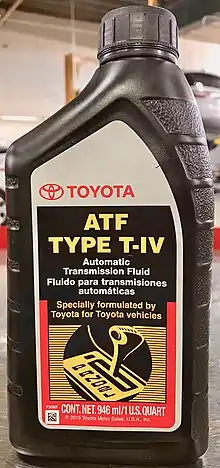 TOYOTA
ATF
TYPE T-IV
Automatic
Transmission Fluid
Fluido para transmisiones
automáticas
Specially formulated by
Toyota for Toyota vehicles
CONT. NET. 946 ml/1 U.S. QUART
© 2015 Toyota Motor Sales, U.S.A., Inc.